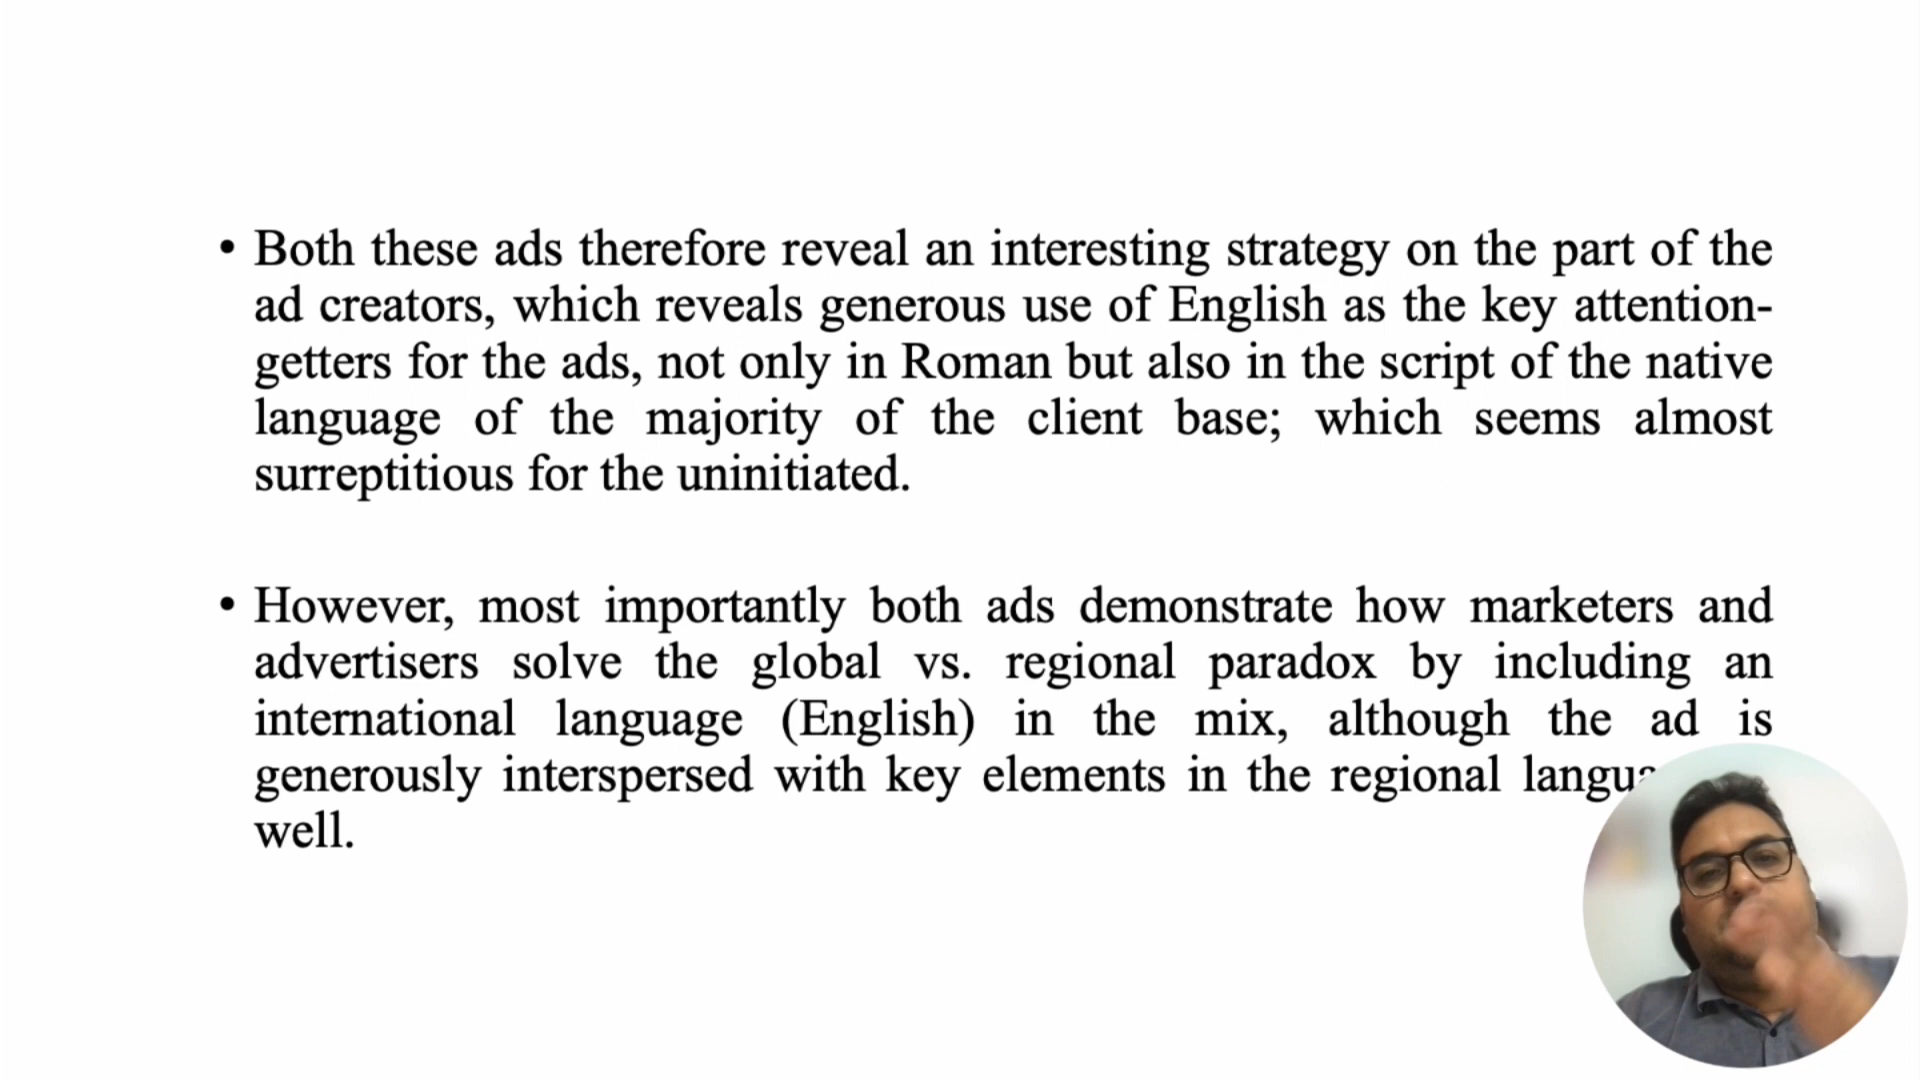 • Both these ads therefore reveal an interesting strategy on the part of the
ad creators, which reveals generous use of English as the key attention-
getters for the ads, not only in Roman but also in the script of the native
language of the majority of the client base; which seems almost
surreptitious for the uninitiated.
• However, most importantly both ads demonstrate how marketers and
advertisers solve the global vs. regional paradox by including an
international language (English) in the mix, although the ad is
generously interspersed with key elements in the regional
well.